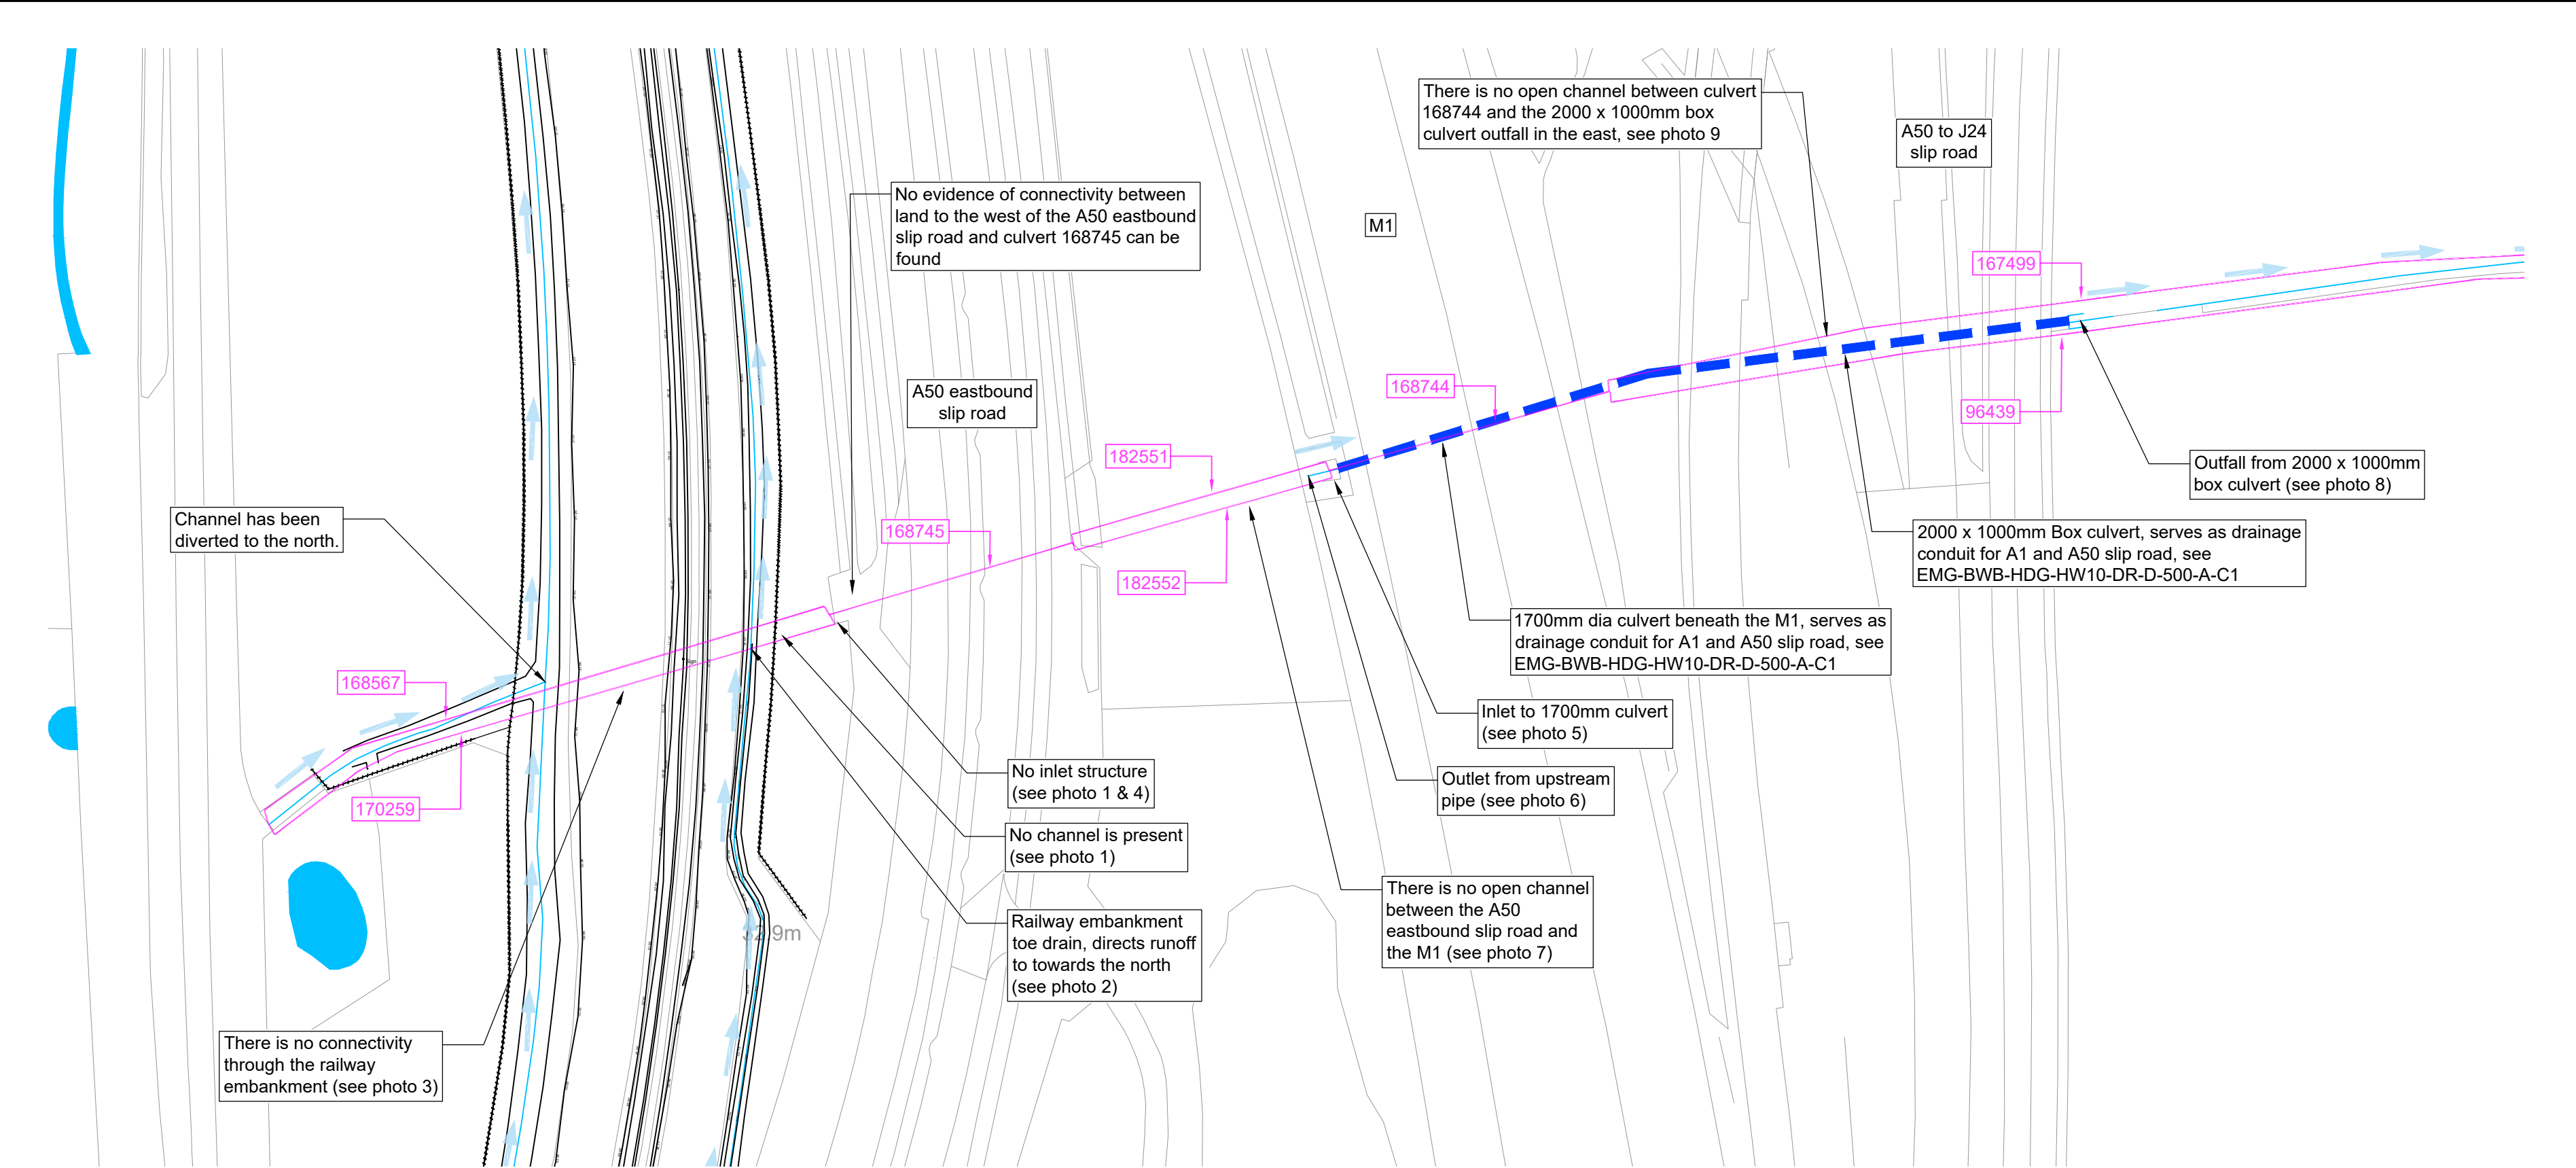 There is no open channel between culvert
168744 and the 2000 x 1000mm box
culvert outfall in the east, see photo 9
A50 to J24
slip road
No evidence of connectivity between
land to the west of the A50 eastbound
slip road and culvert 168745 can be
found
M1
167499
A50 eastbound
slip road
168744
96439
182551
Outfall from 2000 x 1000mm
box culvert (see photo 8)
Channel has been
diverted to the north.
168745
2000 x 1000mm Box culvert, serves as drainage
conduit for A1 and A50 slip road, see
EMG-BWB-HDG-HW10-DR-D-500-A-C1
182552
1700mm dia culvert beneath the M1, serves as
drainage conduit for A1 and A50 slip road, see
EMG-BWB-HDG-HW10-DR-D-500-A-C1
168567
Inlet to 1700mm culvert
(see photo 5)
No inlet structure
(see photo 1 & 4)
Outlet from upstream
pipe (see photo 6)
170259
No channel is present
(see photo 1)
There is no open channel
between the A50
eastbound slip road and
the M1 (see photo 7)
Railway embankment
toe drain, directs runoff
to towards the north
(see photo 2)
There is no connectivity
through the railway
embankment (see photo 3)